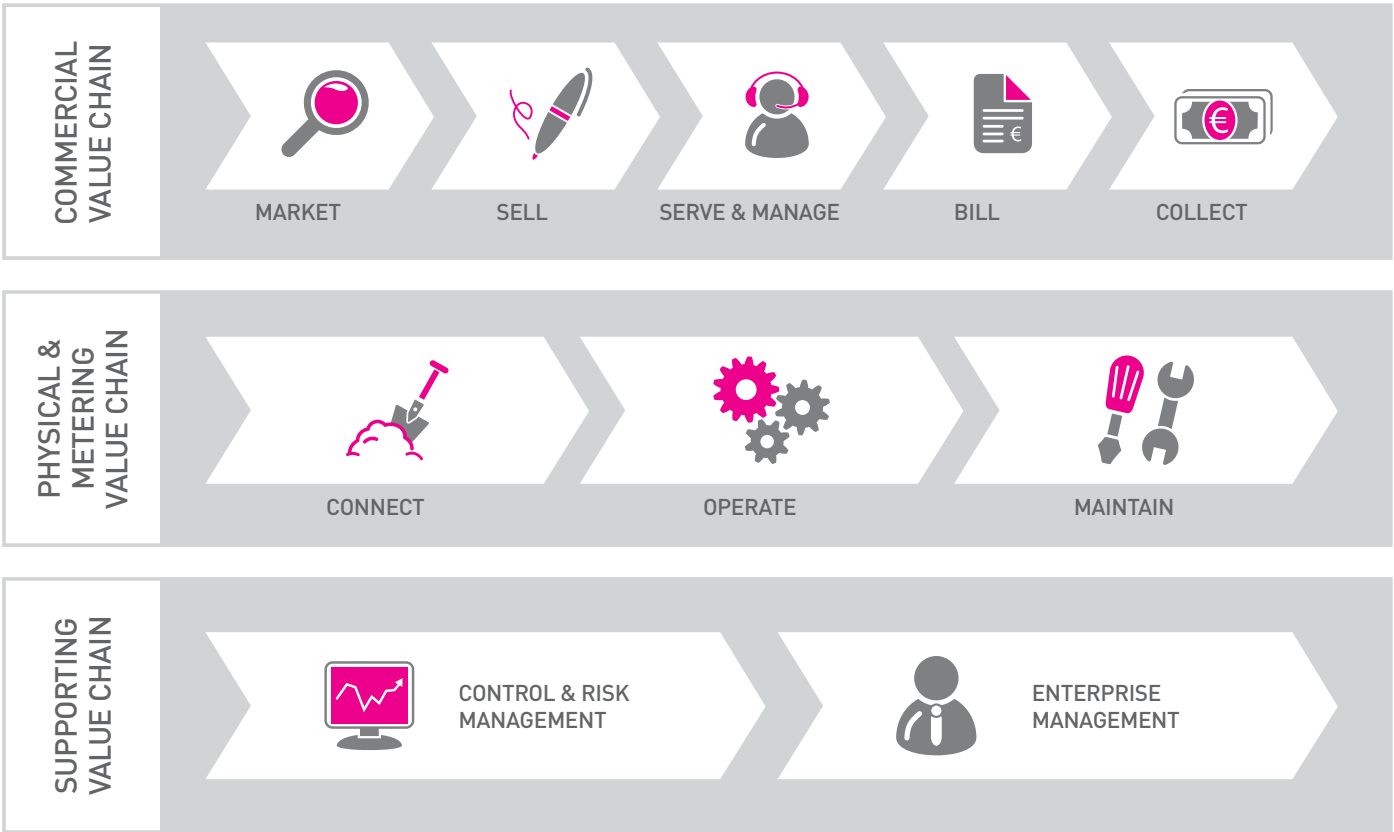 COMMERCIAL
VALUE CHAIN
€
€
MARKET
SELL
SERVE & MANAGE
BILL
COLLECT
PHYSICAL &
METERING
VALUE CHAIN
CONNECT
OPERATE
MAINTAIN
SUPPORTING
VALUE CHAIN
CONTROL & RISK
MANAGEMENT
ENTERPRISE
MANAGEMENT